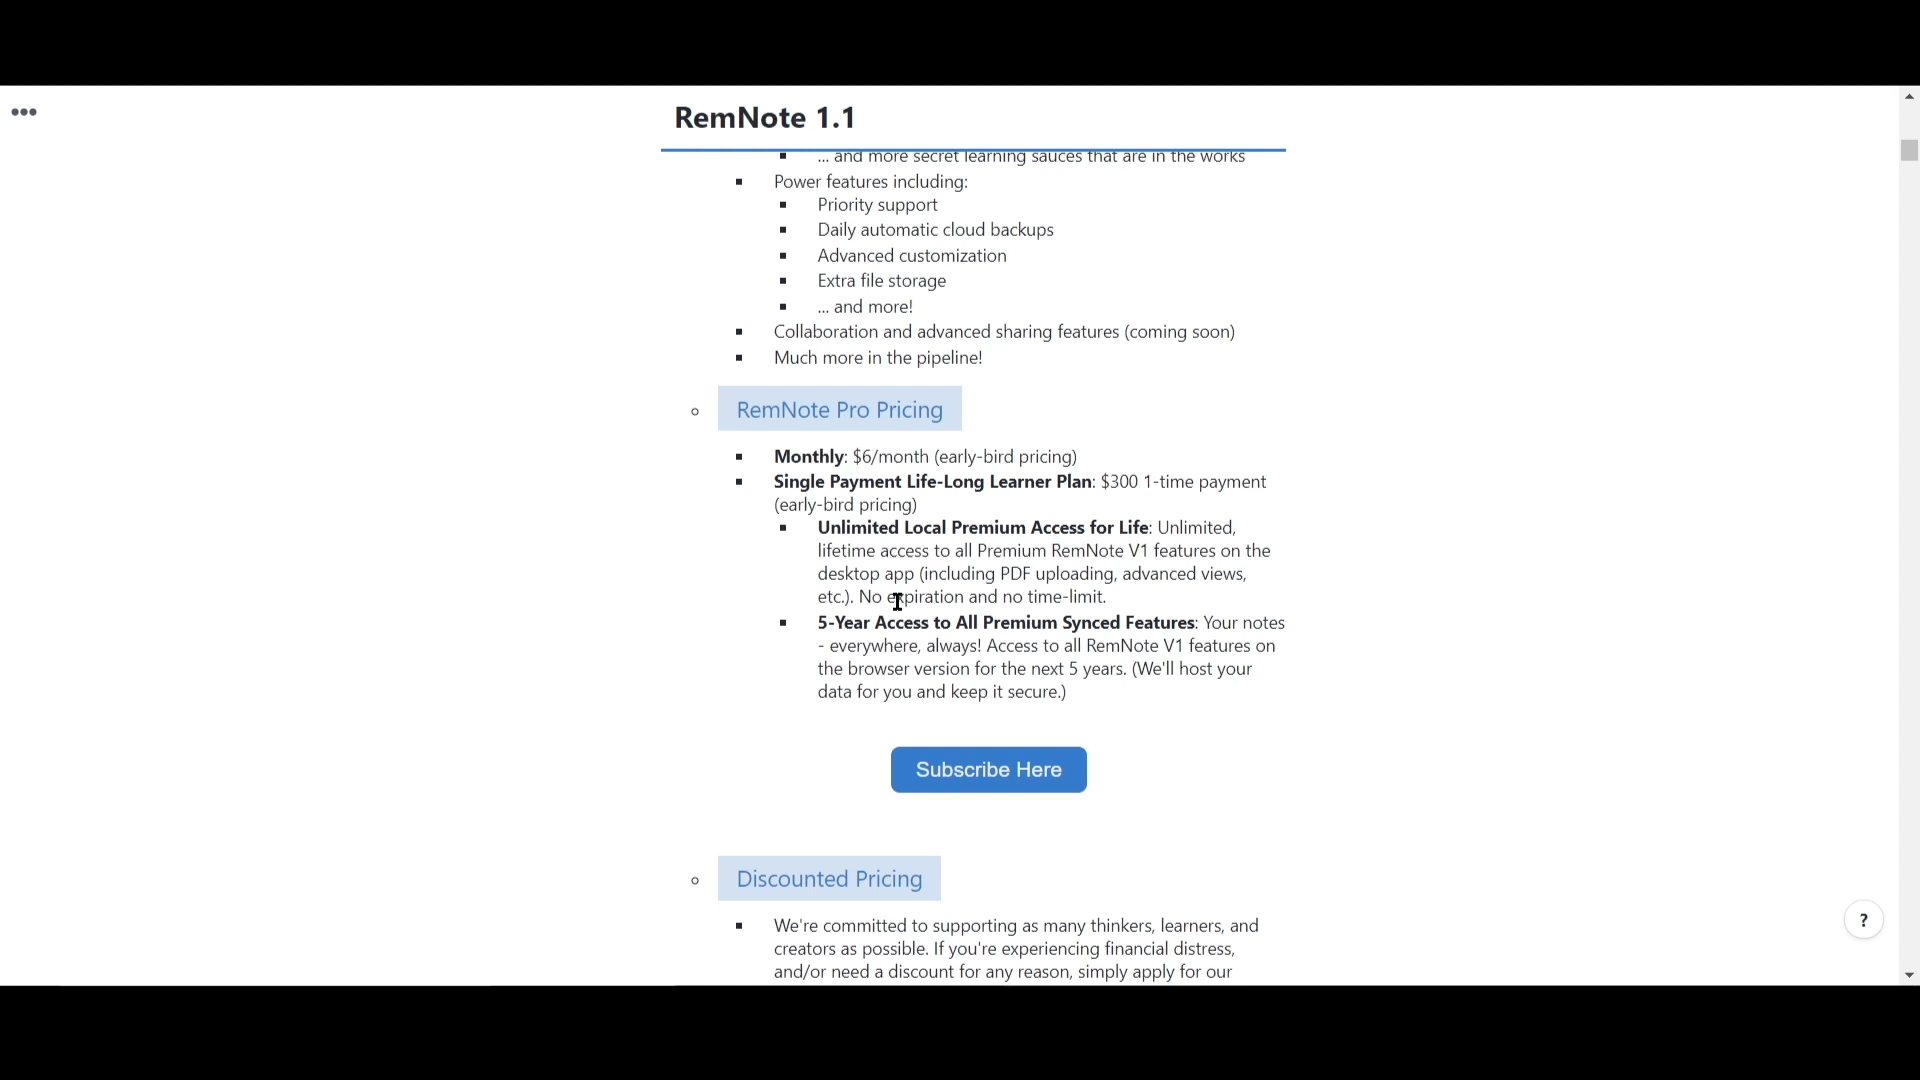 RemNote 1.1
... and more secret learning sauces that are in the works
Power features including:
Priority support
Daily automatic cloud backups
Advanced customization
Extra file storage
... and more!
Collaboration and advanced sharing features (coming soon)
Much more in the pipeline!
RemNote Pro Pricing
Monthly: $6/month (early-bird pricing)
Single Payment Life-Long Learner Plan: $300 1-time payment
(early-bird pricing)
Unlimited Local Premium Access for Life: Unlimited,
lifetime access to all Premium RemNote V1 features on the
desktop app (including PDF uploading, advanced views,
etc.). No expiration and no time-limit.
5-Year Access to All Premium Synced Features: Your notes
- everywhere, always! Access to all RemNote V1 features on
the browser version for the next 5 years. (We'll host your
data for you and keep it secure.)
Subscribe Here
Discounted Pricing
We're committed to supporting as many thinkers, learners, and
creators as possible. If you're experiencing financial distress,
and/or need a discount for any reason, simply apply for our
?